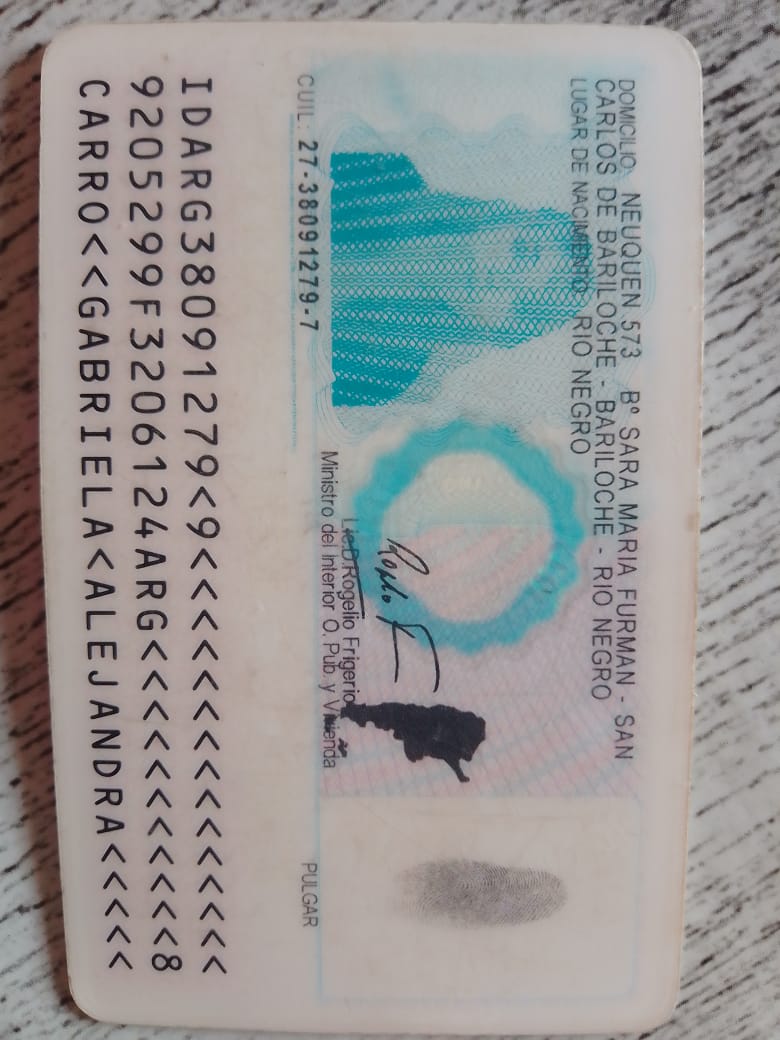 DOMICILIO: NEUQUEN 573 Bº SARA MARIA FURMAN - SAN
CARLOS DE BARILOCHE - BARILOCHE - RIO NEGRO
LUGAR DE NACIMIENTO: RIO NEGRO
Lic.D.Rogelio Frigerio
Ministro del Interior O. Pub. y Vivienda
CUIL: 27-38091279-7
PULGAR
IDARG38091279<9<<<<<<<<<<<<<<<
9205299F3206124ARG<<<<<<<<<<<8
CARRO<<GABRIELA<ALEJANDRA<<<<<